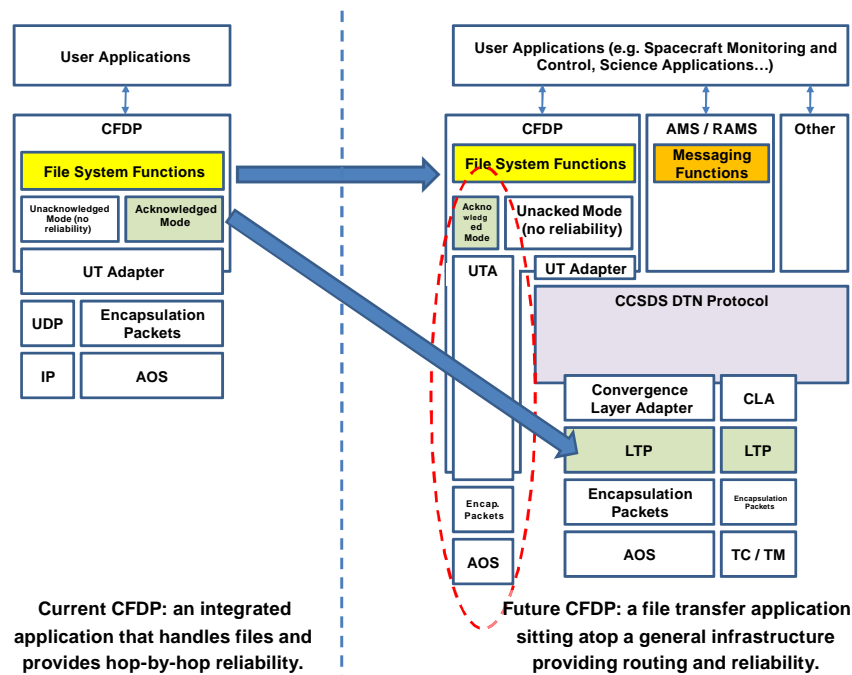 User Applications
CFDP
File System Functions
Unacknowledged
Mode (no
reliability)
Acknowledged
Mode
UT Adapter
UDP
Encapsulation
Packets
IP
AOS
Current CFDP: an integrated
application that handles files and
provides hop-by-hop reliability.
User Applications (e.g. Spacecraft Monitoring and
Control, Science Applications…)
CFDP
AMS / RAMS
Other
File System Functions
Messaging
Functions
Ackno
wledg
ed
Mode
Unacked Mode
(no reliability)
UTA
UT Adapter
CCSDS DTN Protocol
Convergence
Layer Adapter
CLA
LTP
LTP
Encap.
Packets
Encapsulation
Packets
Encapsulation
Packets
AOS
AOS
TC / TM
Future CFDP: a file transfer application
sitting atop a general infrastructure
providing routing and reliability.